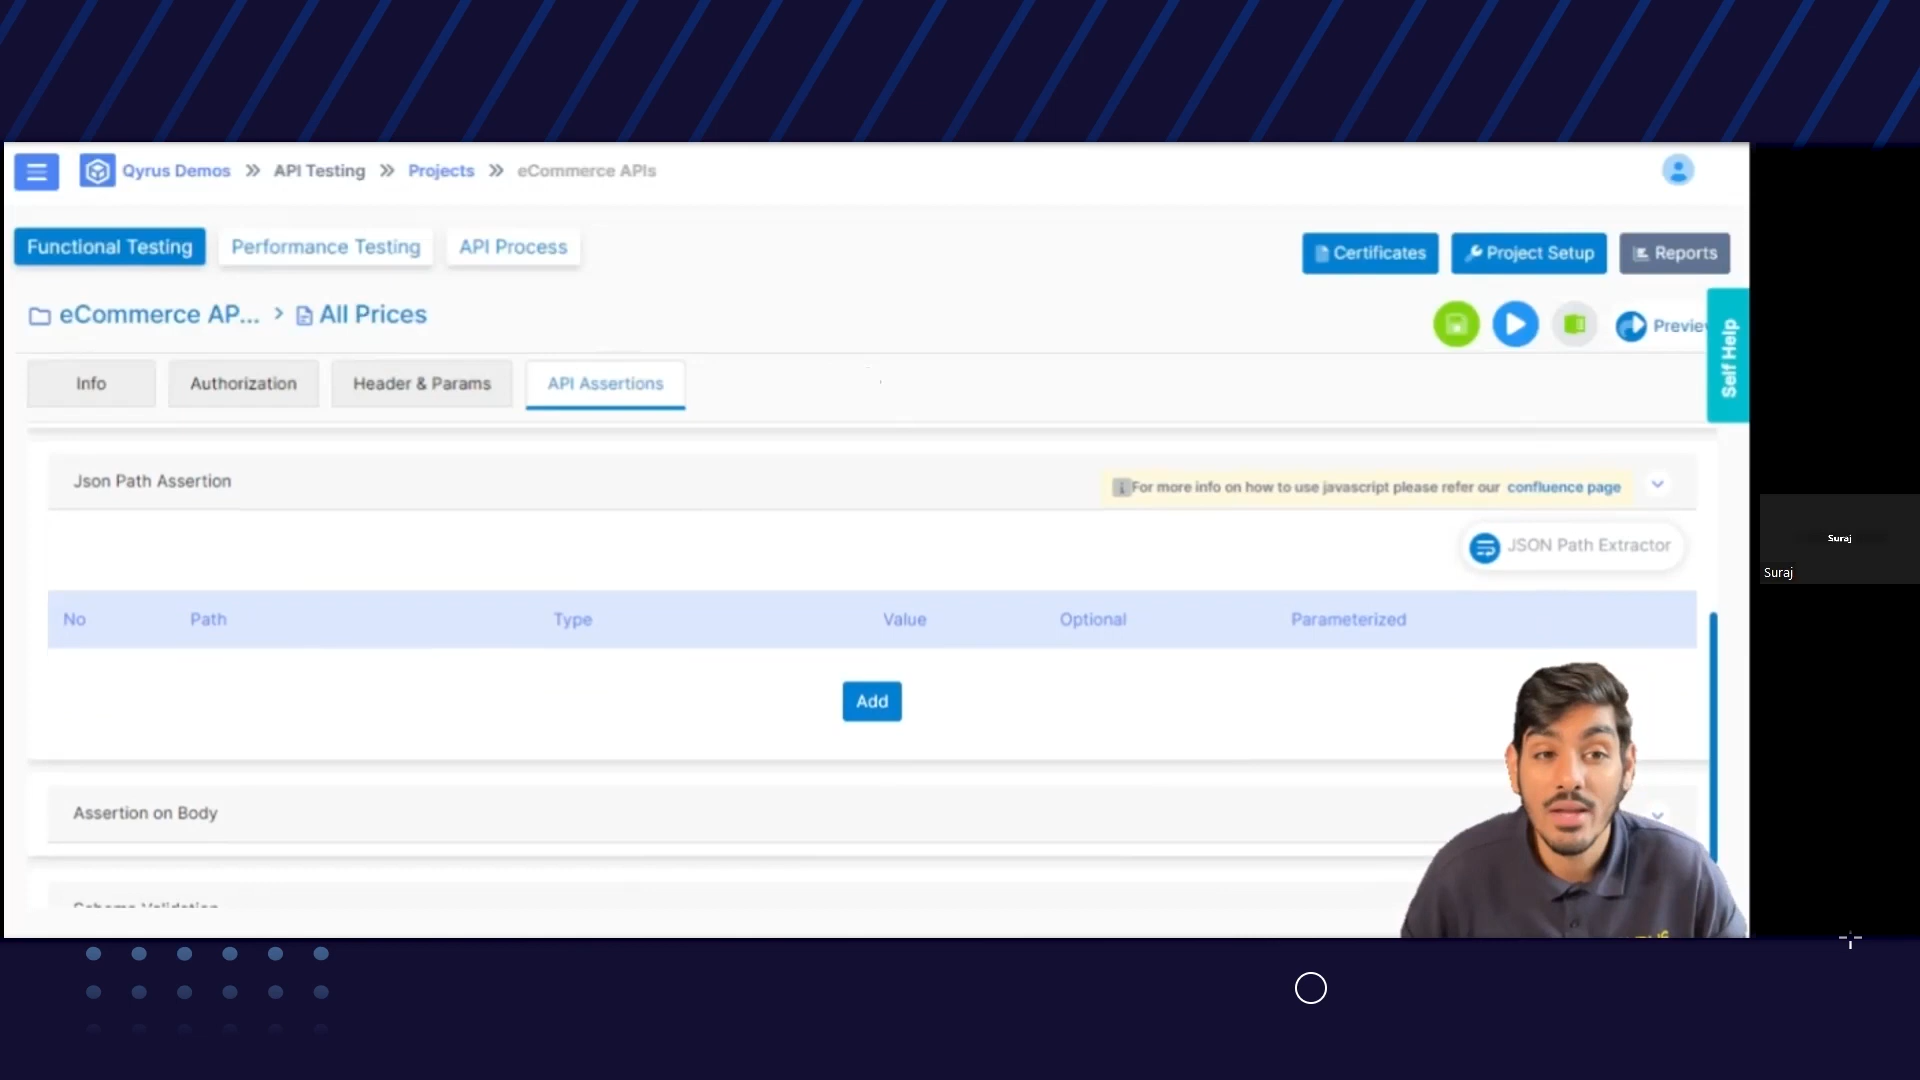 Qyrus Demos >> API Testing >> Projects >> eCommerce APIs
Functional Testing Performance Testing API Process
Certificates Project Setup Reports
eCommerce AP... > All Prices
Previe
Self Help
Info Authorization Header & Params API Assertions
Json Path Assertion
For more info on how to use javascript please refer our confluence page
JSON Path Extractor
No Path Type Value Optional Parameterized
Add
Assertion on Body
Schema Validation
Suraj
Suraj